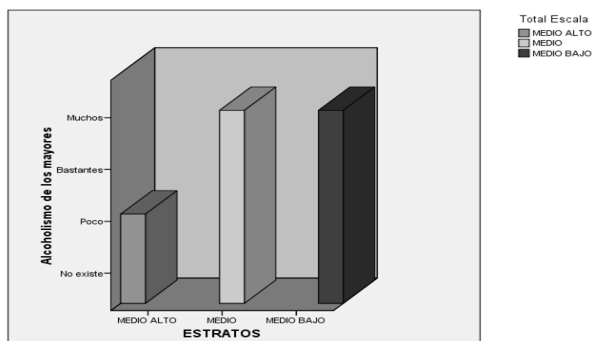 Total Escala
MEDIO ALTO
MEDIO
MEDIO BAJO
Alcoholismo de los mayores
Muchos
Bastantes
Poco
No existe
MEDIO ALTO MEDIO MEDIO BAJO
ESTRATOS